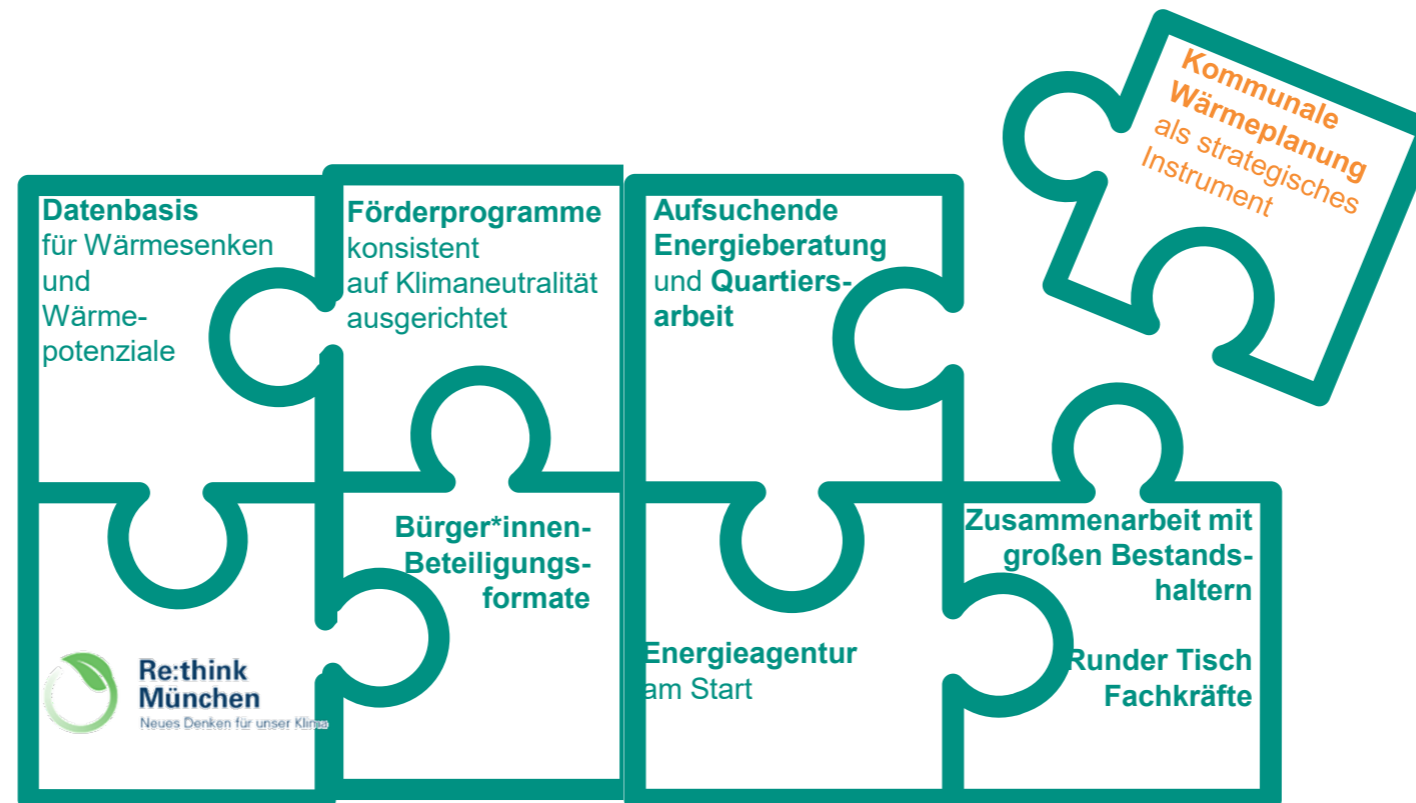 Kommunale
Wärmeplanung
als strategisches
Instrument
Datenbasis
für Wärmesenken
und
Wärme-
potenziale
Förderprogramme
konsistent
auf Klimaneutralität
ausgerichtet
Aufsuchende
Energieberatung
und Quartiers-
arbeit
Re:think
München
Neues Denken für unser Klima
Bürger*innen-
Beteiligungs-
formate
Energieagentur
am Start
Zusammenarbeit mit
großen Bestands-
haltern
Runder Tisch
Fachkräfte